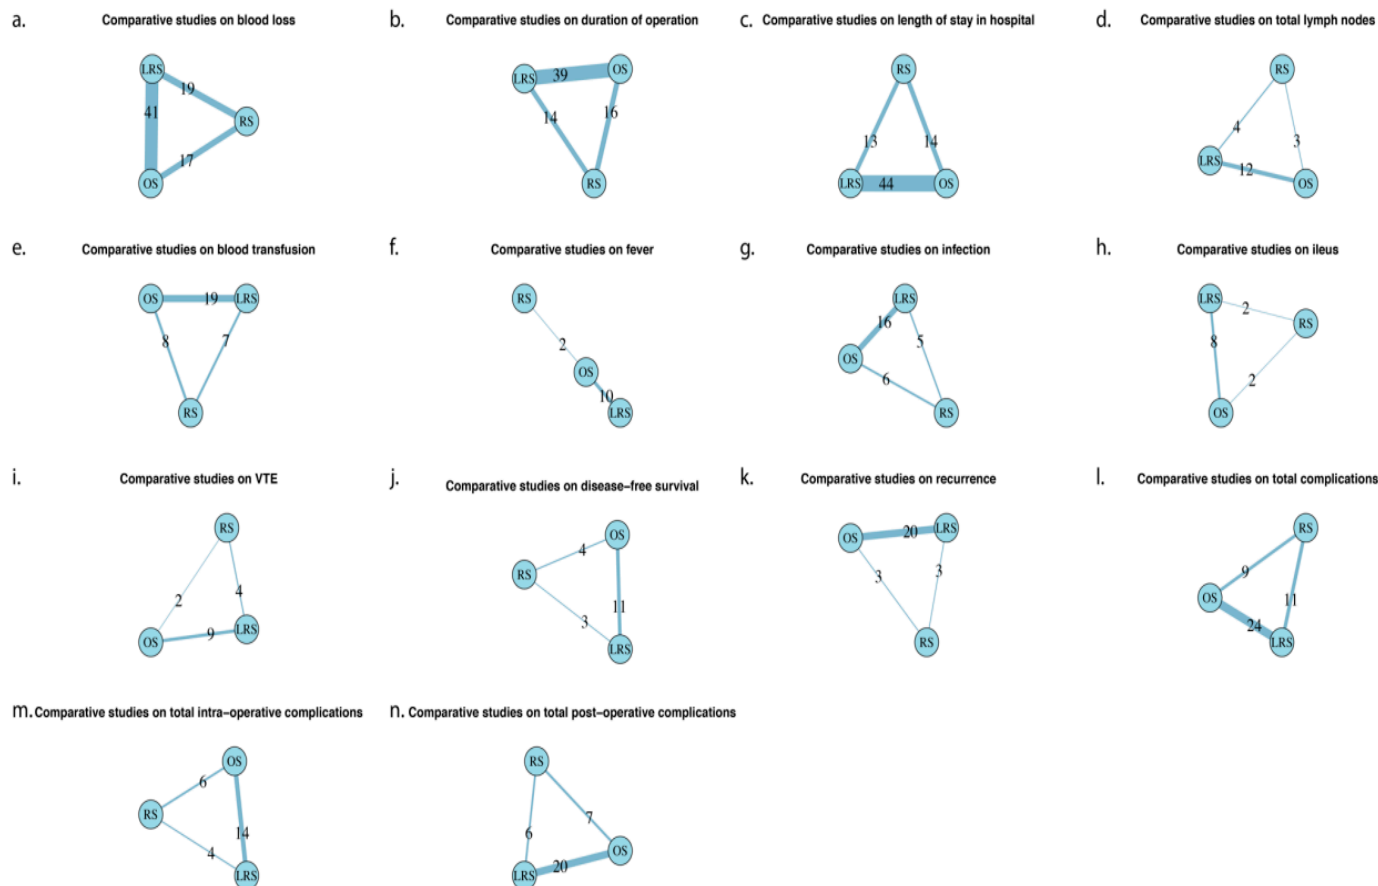 a. Comparative studies on blood loss
LRS
19
41
RS
17
OS
b. Comparative studies on duration of operation
LRS 39 OS
14 16
RS
c. Comparative studies on length of stay in hospital
RS
13 14
LRS 44 OS
d. Comparative studies on total lymph nodes
RS
4
3
LRS
12
OS
e. Comparative studies on blood transfusion
OS 19 LRS
8 7
RS
f. Comparative studies on fever
RS
2
OS
10
LRS
g. Comparative studies on infection
LRS
16
5
OS
6
RS
h. Comparative studies on ileus
LRS
2
RS
8
2
OS
i. Comparative studies on VTE
RS
4
2
9 LRS
OS
j. Comparative studies on disease–free survival
OS
4
RS
11
3
LRS
k. Comparative studies on recurrence
OS 20 LRS
3 3
RS
l. Comparative studies on total complications
RS
9
OS 11
24
LRS
m. Comparative studies on total intra–operative complications
OS
6
RS
14
4
LRS
n. Comparative studies on total post–operative complications
RS
7
6
OS
20
LRS